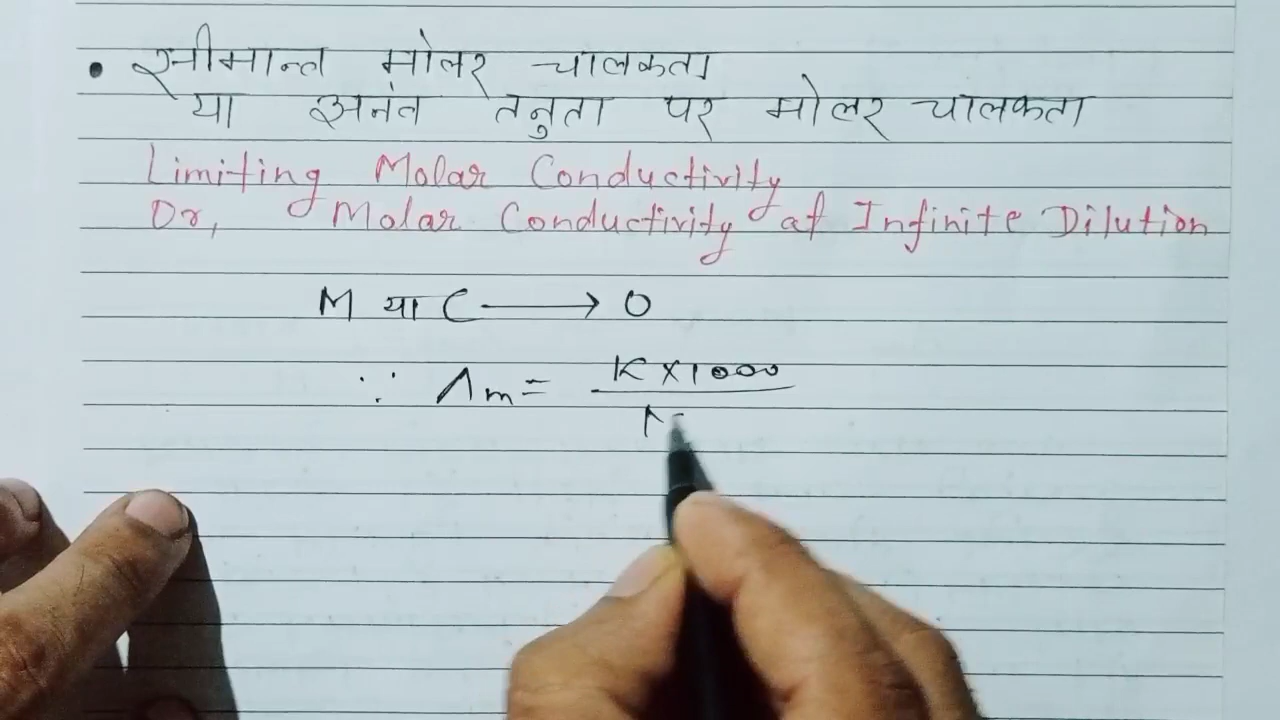 • सीमान्त मोलर चालकता
या अनंत तनुता पर मोलर चालकता
Limiting Molar Conductivity
Or, Molar Conductivity at Infinite Dilution
M या C ⟶ 0
∵ Λm = K×1000